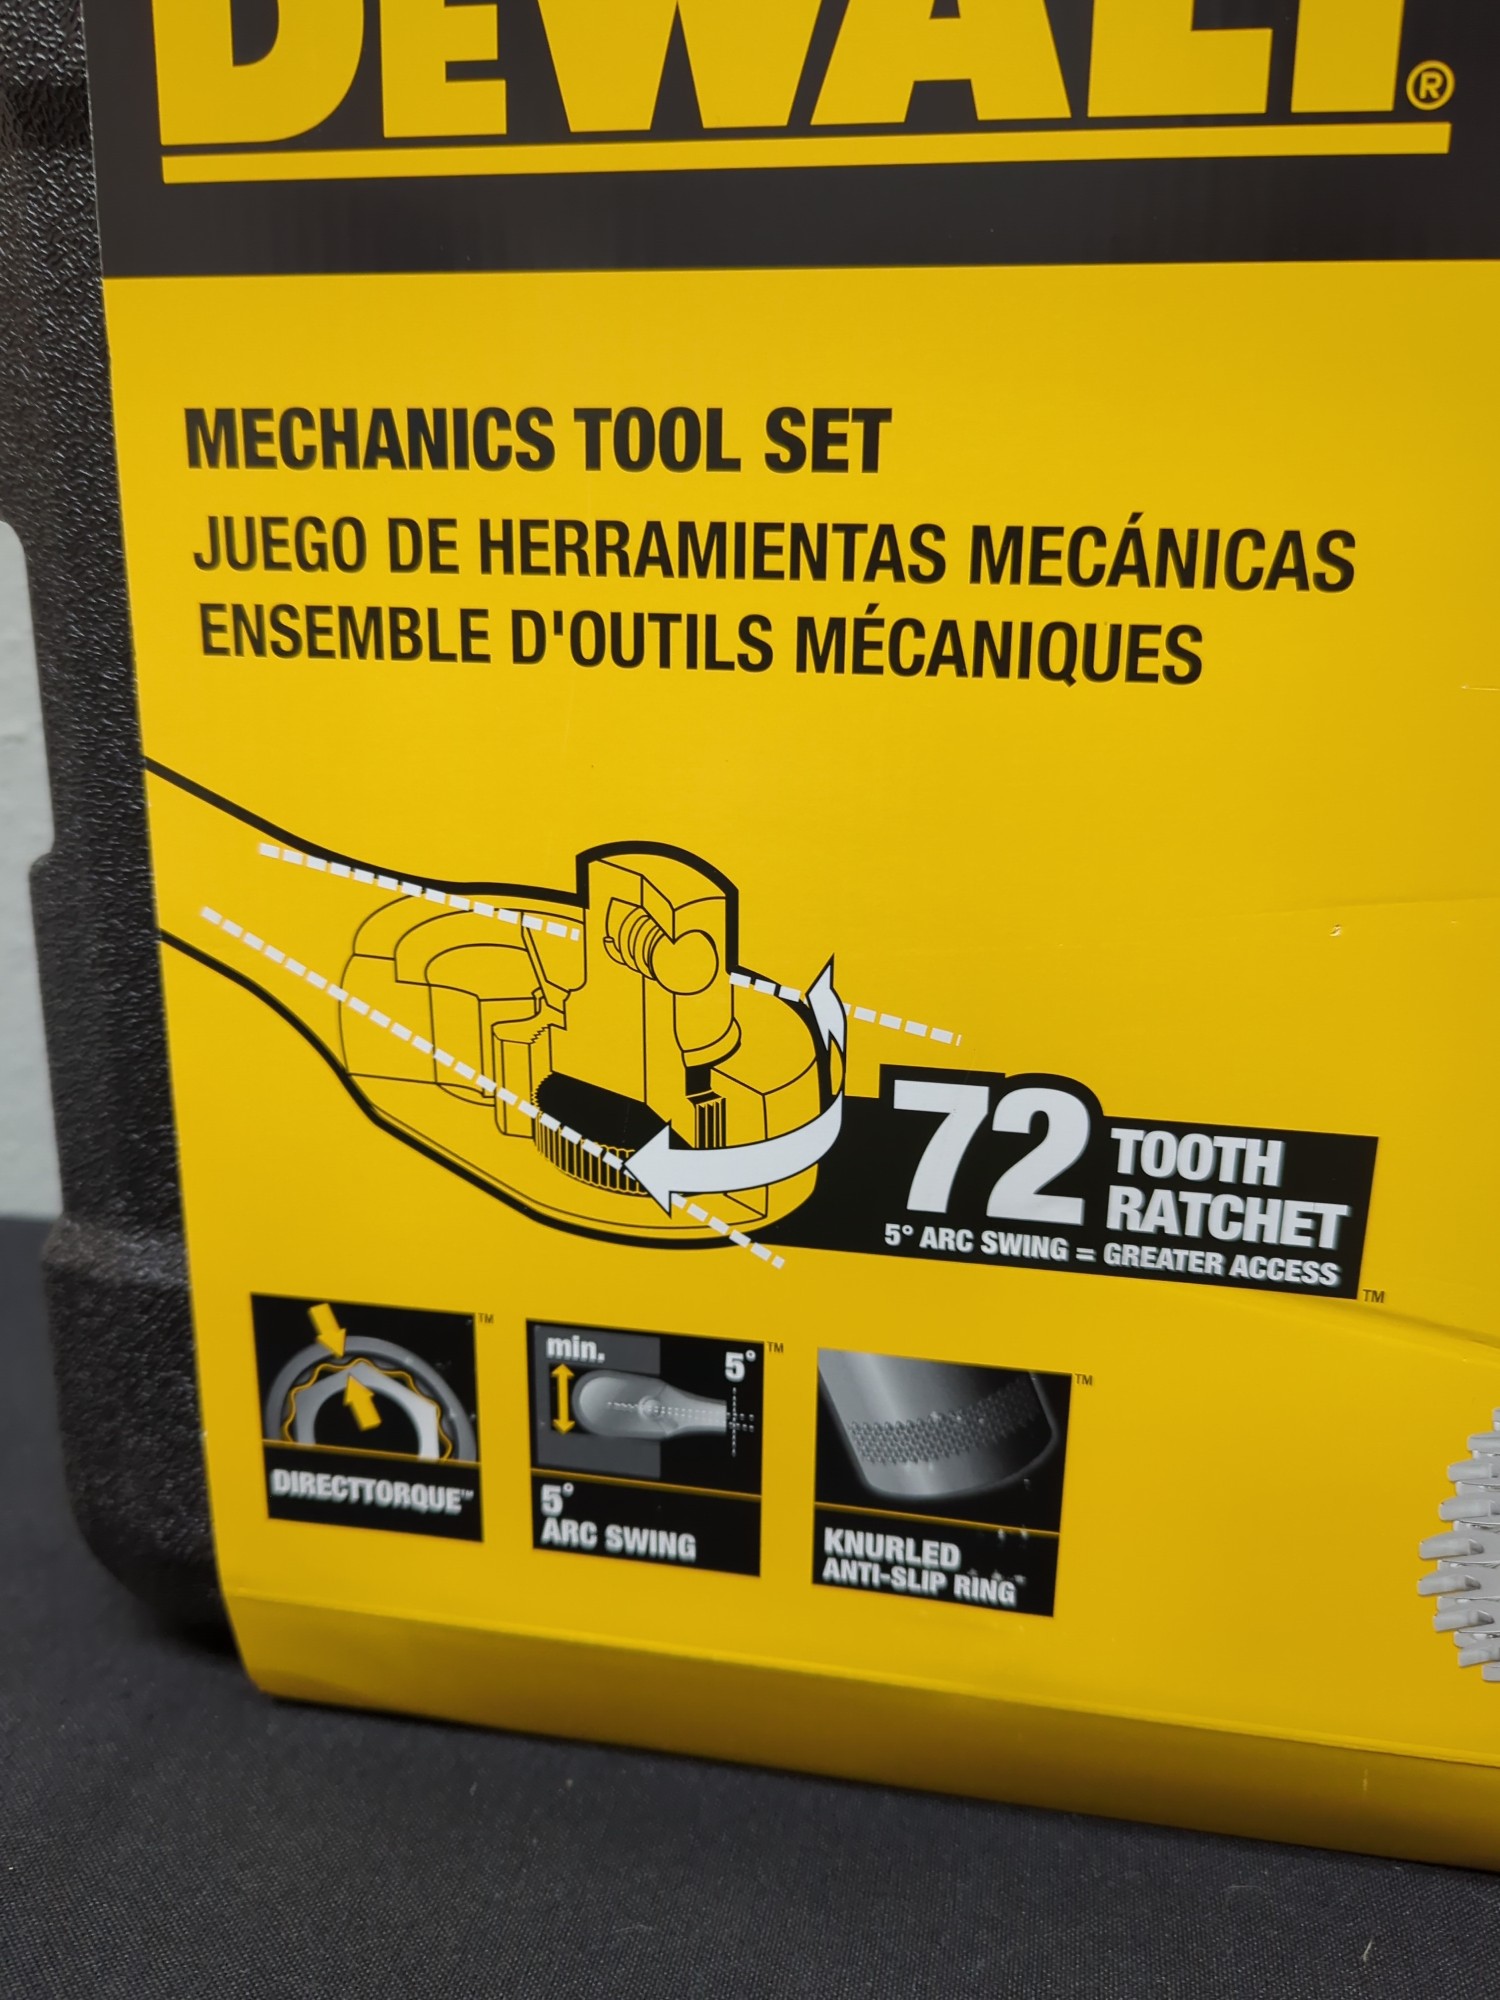 DEWALT®
MECHANICS TOOL SET
JUEGO DE HERRAMIENTAS MECÁNICAS
ENSEMBLE D'OUTILS MÉCANIQUES
72 TOOTH
RATCHET
5° ARC SWING = GREATER ACCESS
TM
TM
DIRECTTORQUE™
min.
5°
TM
5°
ARC SWING
TM
KNURLED
ANTI-SLIP RING™